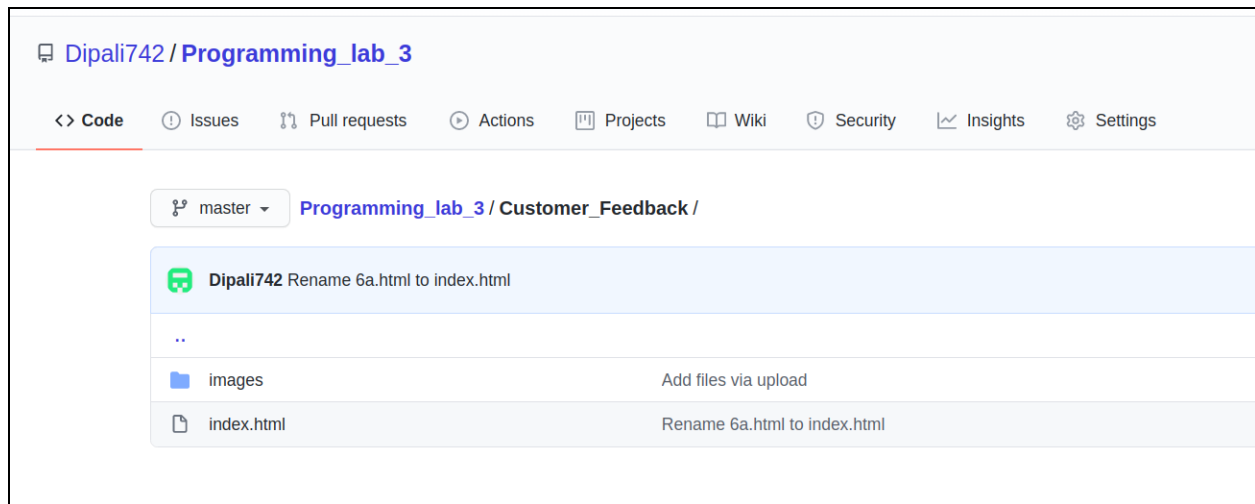 Dipali742 / Programming_lab_3
Code Issues Pull requests Actions Projects Wiki Security Insights Settings
master Programming_lab_3 / Customer_Feedback /
Dipali742 Rename 6a.html to index.html
..
images Add files via upload
index.html Rename 6a.html to index.html